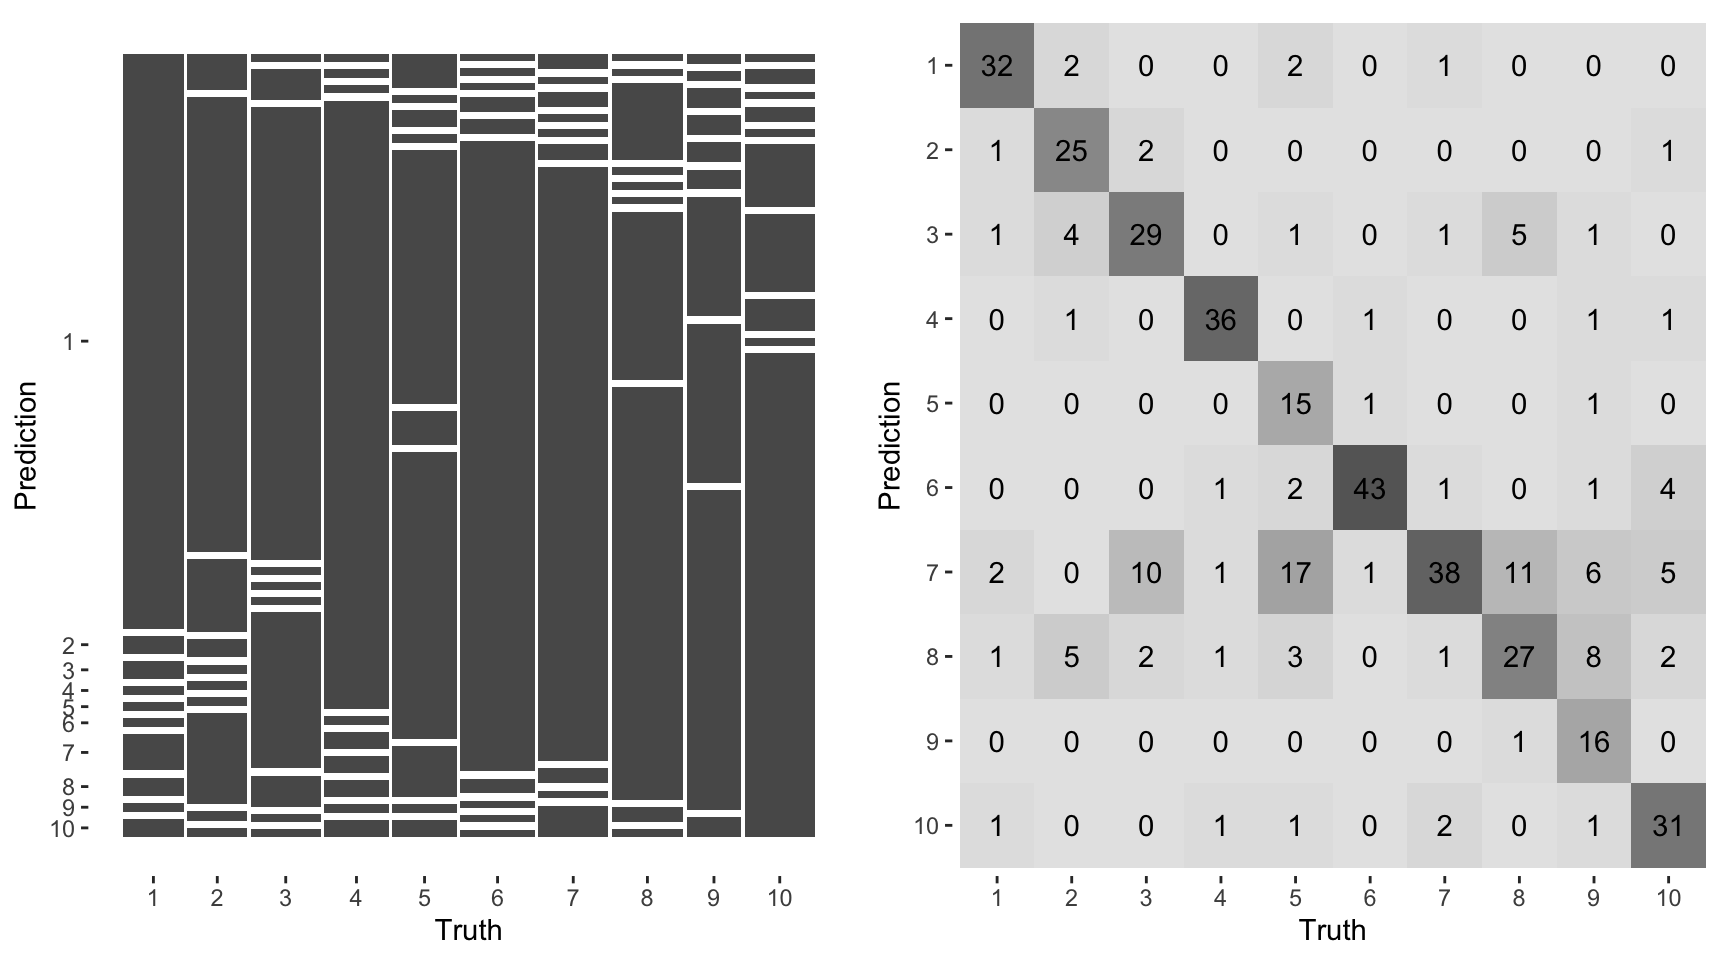 Prediction
1
2
3
4
5
6
7
8
9
10
1 2 3 4 5 6 7 8 9 10
Truth
Prediction
1 32 2 0 0 2 0 1 0 0 0
2 1 25 2 0 0 0 0 0 0 1
3 1 4 29 0 1 0 1 5 1 0
4 0 1 0 36 0 1 0 0 1 1
5 0 0 0 0 15 1 0 0 1 0
6 0 0 0 1 2 43 1 0 1 4
7 2 0 10 1 17 1 38 11 6 5
8 1 5 2 1 3 0 1 27 8 2
9 0 0 0 0 0 0 0 1 16 0
10 1 0 0 1 1 0 2 0 1 31
1 2 3 4 5 6 7 8 9 10
Truth